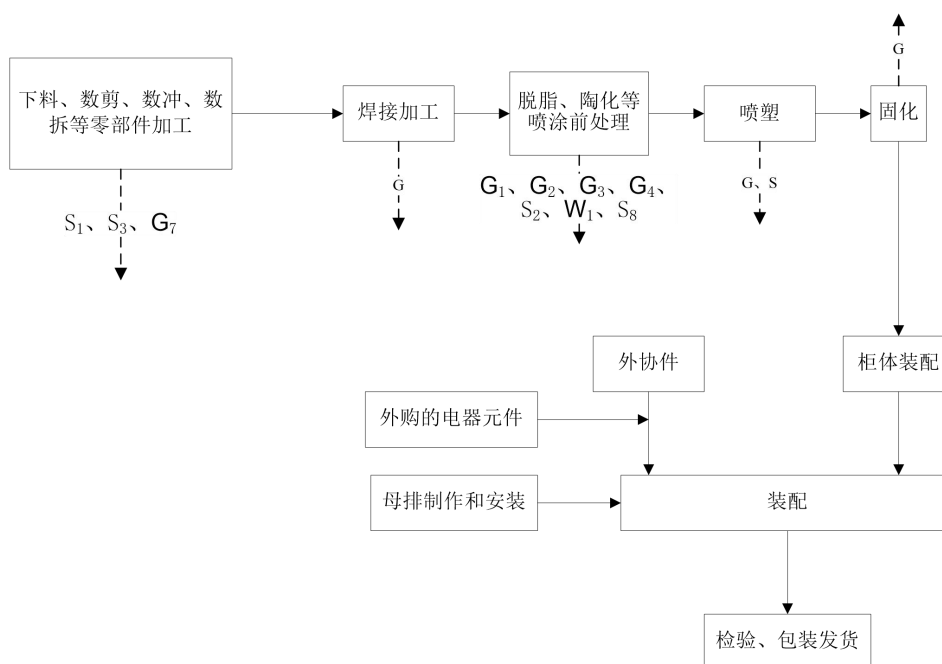 G
下料、数剪、数冲、数
拆等零部件加工
焊接加工
脱脂、陶化等
喷涂前处理
喷塑
固化
G
G₁、G₂、G₃、G₄、
S₂、W₁、S₈
G、S
S₁、S₃、G₇
外协件
柜体装配
外购的电器元件
母排制作和安装
装配
检验、包装发货